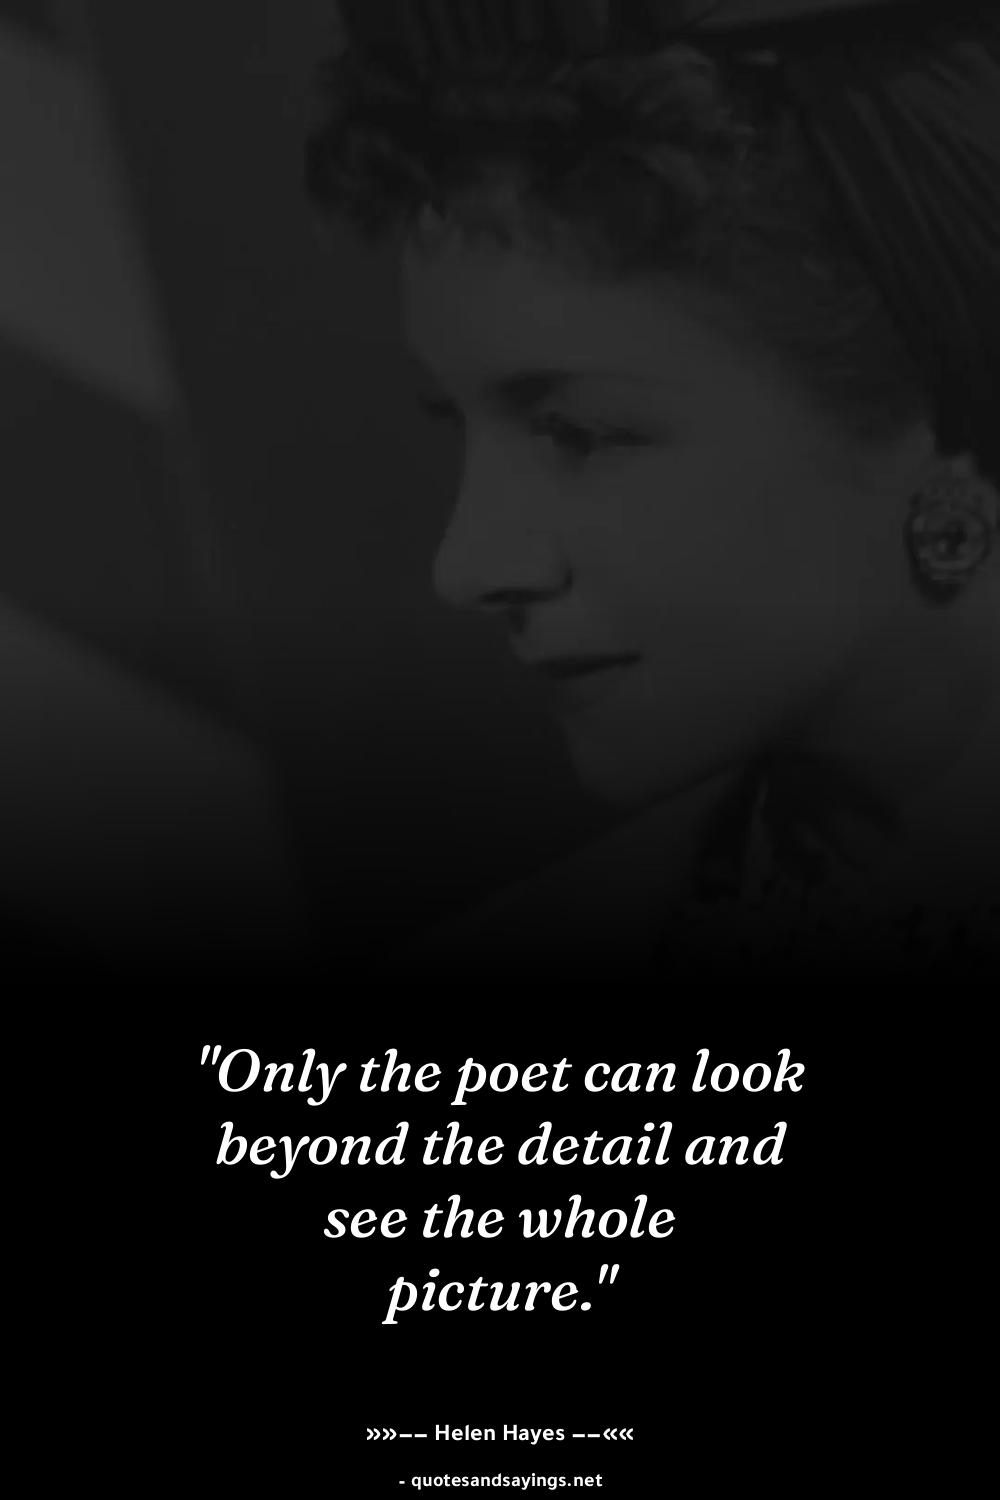 "Only the poet can look
beyond the detail and
see the whole
picture."
»»—— Helen Hayes ——««
- quotesandsayings.net